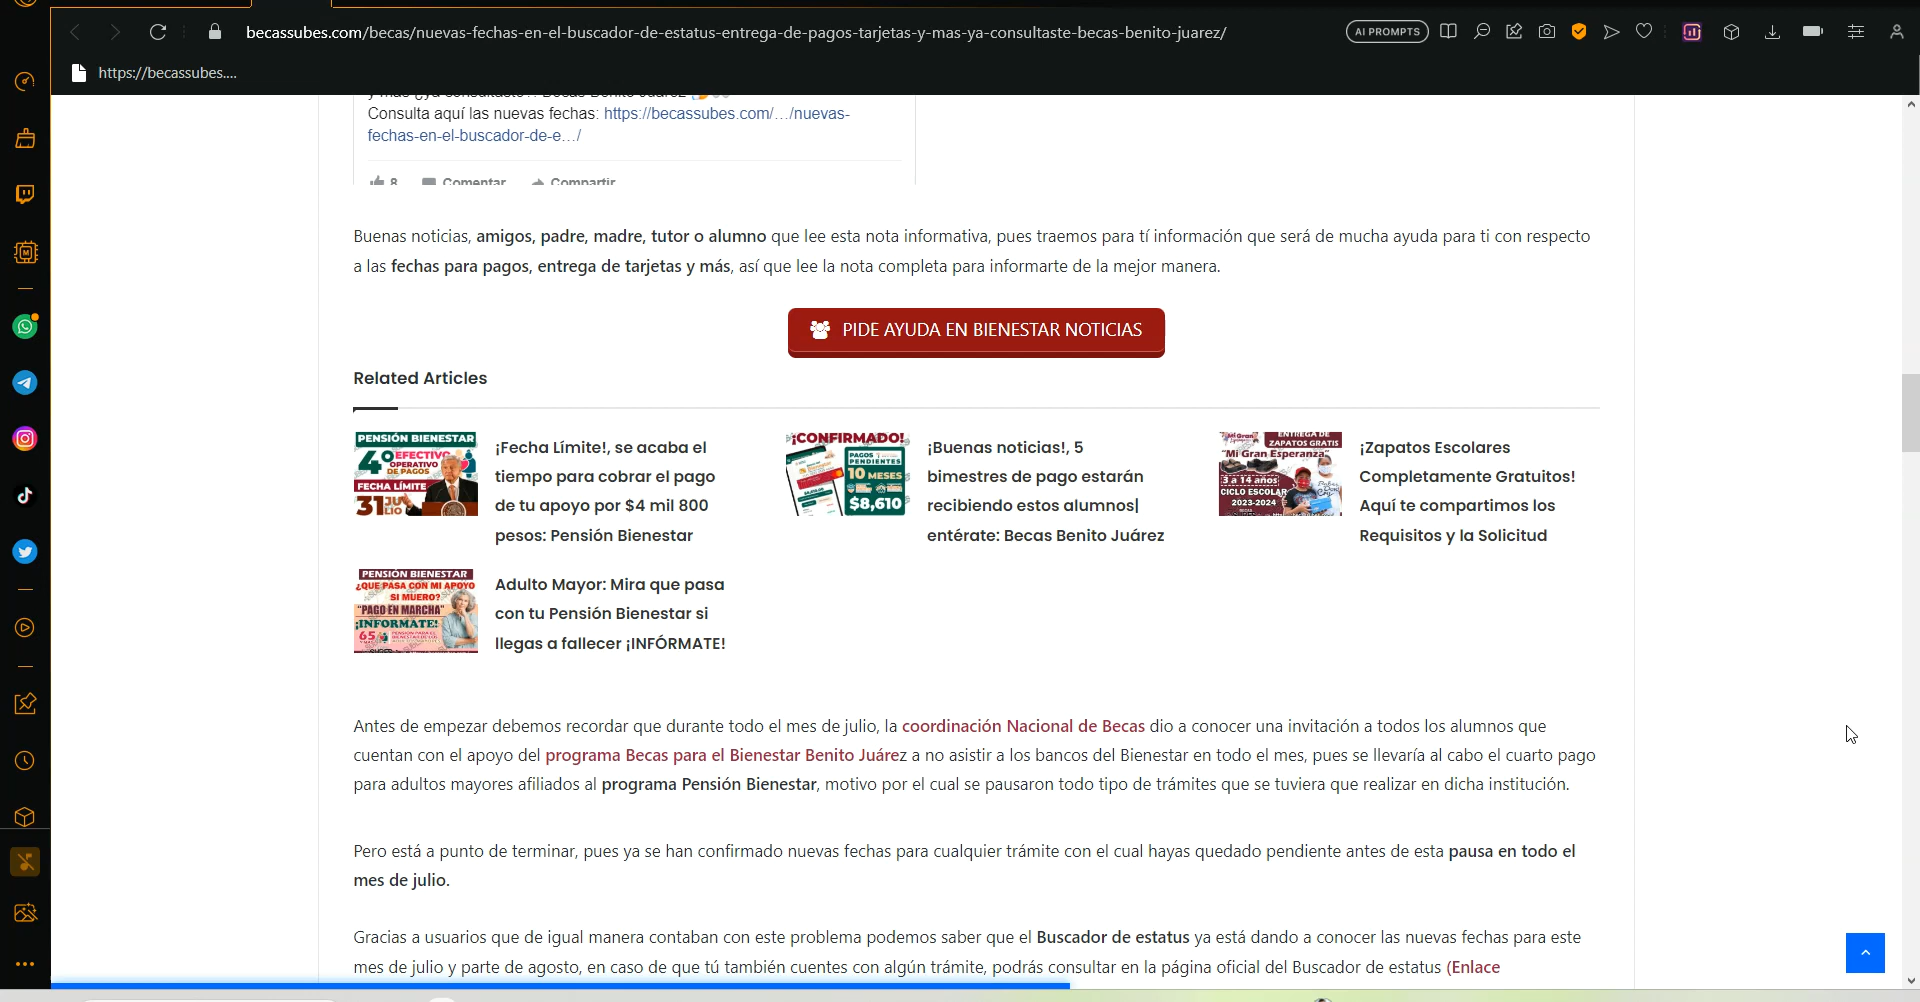 becassubes.com/becas/nuevas-fechas-en-el-buscador-de-estatus-entrega-de-pagos-tarjetas-y-mas-ya-consultaste-becas-benito-juarez/
AI PROMPTS
https://becassubes....
Consulta aquí las nuevas fechas: https://becassubes.com/.../nuevas-
fechas-en-el-buscador-de-e.../
8 Comentar Compartir
Buenas noticias, amigos, padre, madre, tutor o alumno que lee esta nota informativa, pues traemos para tí información que será de mucha ayuda para ti con respecto
a las fechas para pagos, entrega de tarjetas y más, así que lee la nota completa para informarte de la mejor manera.
PIDE AYUDA EN BIENESTAR NOTICIAS
Related Articles
PENSIÓN BIENESTAR
4º EFECTIVO
OPERATIVO
DE PAGOS
FECHA LÍMITE
31 JULIO
¡Fecha Límite!, se acaba el
tiempo para cobrar el pago
de tu apoyo por $4 mil 800
pesos: Pensión Bienestar
¡CONFIRMADO!
PAGOS
PENDIENTES
10 MESES
$8,610
¡Buenas noticias!, 5
bimestres de pago estarán
recibiendo estos alumnos|
entérate: Becas Benito Juárez
ENTREGA DE
ZAPATOS GRATIS
"Mi Gran Esperanza"
3 a 14 años
CICLO ESCOLAR
2023-2024
¡Zapatos Escolares
Completamente Gratuitos!
Aquí te compartimos los
Requisitos y la Solicitud
PENSIÓN BIENESTAR
¿QUE PASA CON MI APOYO
SI MUERO?
"PAGO EN MARCHA"
¡INFORMATE!
65
Adulto Mayor: Mira que pasa
con tu Pensión Bienestar si
llegas a fallecer ¡INFÓRMATE!
Antes de empezar debemos recordar que durante todo el mes de julio, la coordinación Nacional de Becas dio a conocer una invitación a todos los alumnos que
cuentan con el apoyo del programa Becas para el Bienestar Benito Juárez a no asistir a los bancos del Bienestar en todo el mes, pues se llevaría al cabo el cuarto pago
para adultos mayores afiliados al programa Pensión Bienestar, motivo por el cual se pausaron todo tipo de trámites que se tuviera que realizar en dicha institución.
Pero está a punto de terminar, pues ya se han confirmado nuevas fechas para cualquier trámite con el cual hayas quedado pendiente antes de esta pausa en todo el
mes de julio.
Gracias a usuarios que de igual manera contaban con este problema podemos saber que el Buscador de estatus ya está dando a conocer las nuevas fechas para este
mes de julio y parte de agosto, en caso de que tú también cuentes con algún trámite, podrás consultar en la página oficial del Buscador de estatus (Enlace